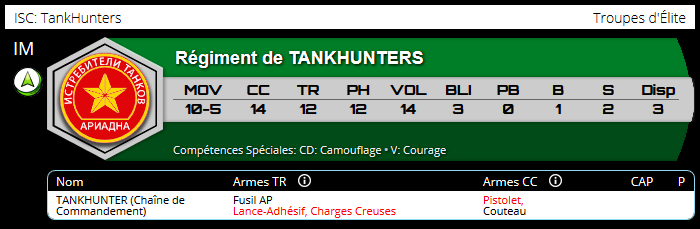 ISC: TankHunters Troupes d'Élite
IM
Régiment de TANKHUNTERS
ИСТРЕБИТЕЛИ ТАНКОВ
АРИАДНА
MOV CC TR PH VOL BLI PB B S Disp
10-5 14 12 12 14 3 0 1 2 3
Compétences Spéciales: CD: Camouflage • V: Courage
Nom Armes TR Armes CC CAP P
TANKHUNTER (Chaîne de Fusil AP Pistolet,
Commandement) Lance-Adhésif, Charges Creuses Couteau